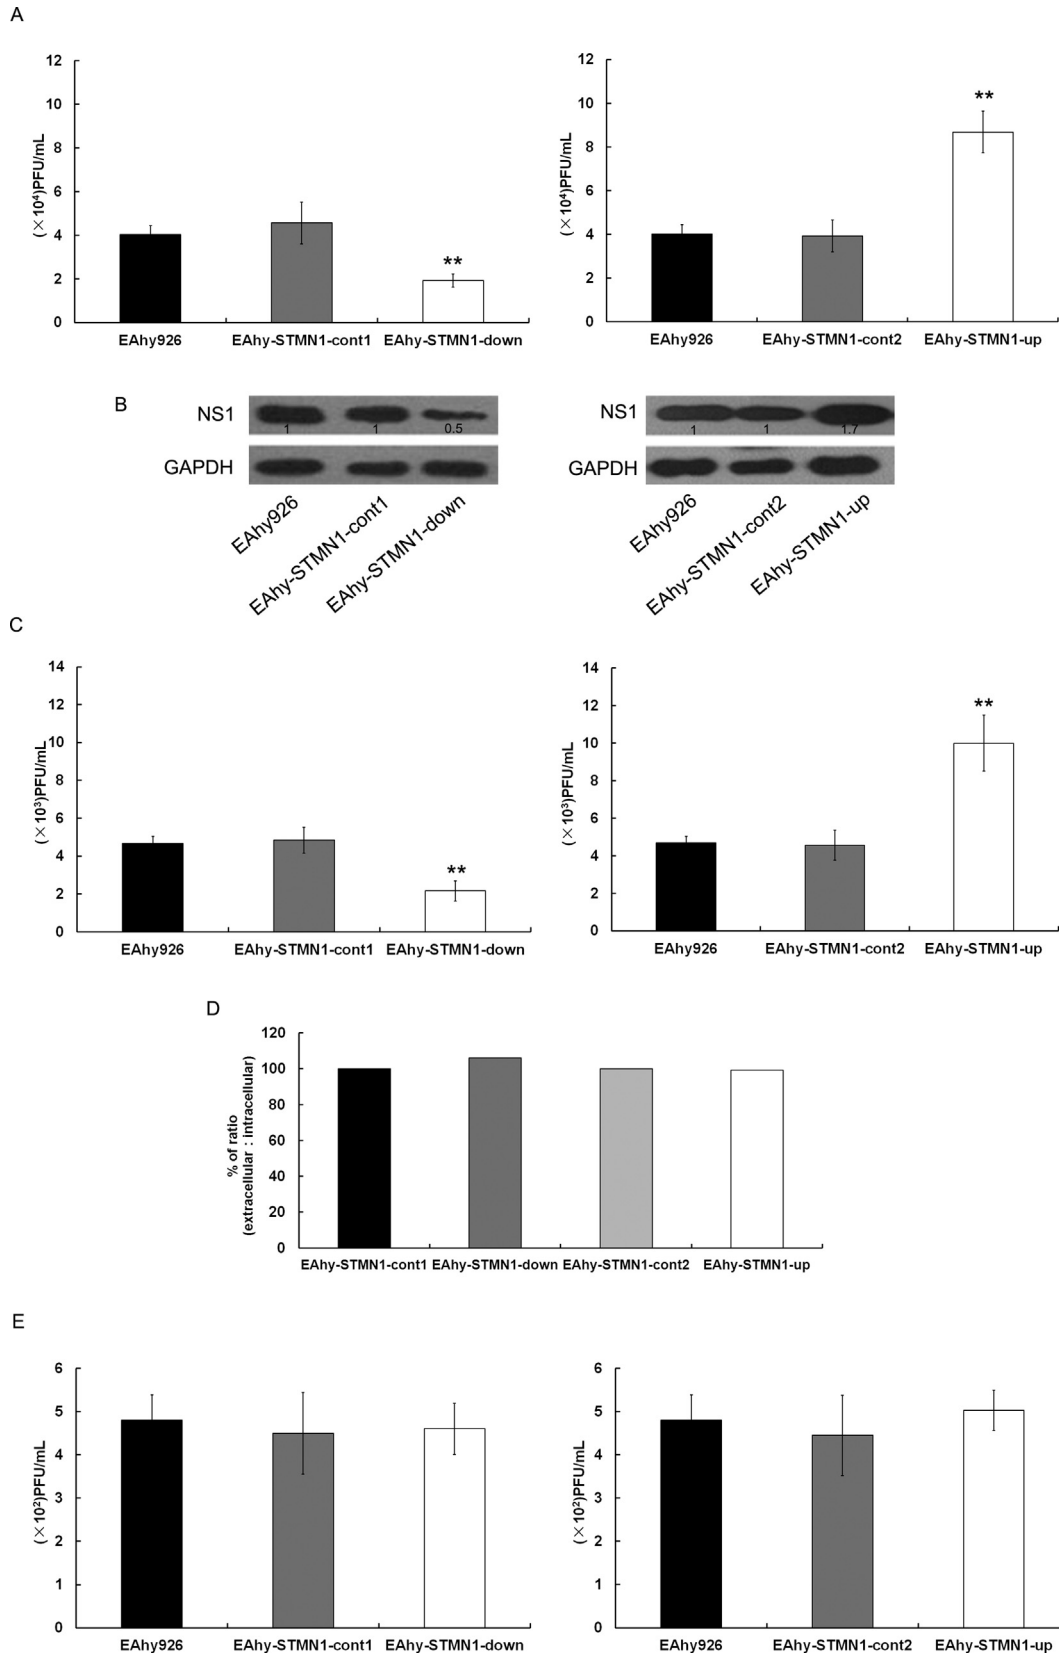 A
12
10
8
6
4
2
0
(×10⁴)PFU/mL
**
EAhy926 EAhy-STMN1-cont1 EAhy-STMN1-down
12
10
8
6
4
2
0
(×10⁴)PFU/mL
**
EAhy926 EAhy-STMN1-cont2 EAhy-STMN1-up
B
NS1
1 1 0.5
GAPDH
EAhy926
EAhy-STMN1-cont1
EAhy-STMN1-down
NS1
1 1 1.7
GAPDH
EAhy926
EAhy-STMN1-cont2
EAhy-STMN1-up
C
14
12
10
8
6
4
2
0
(×10³)PFU/mL
**
EAhy926 EAhy-STMN1-cont1 EAhy-STMN1-down
14
12
10
8
6
4
2
0
(×10³)PFU/mL
**
EAhy926 EAhy-STMN1-cont2 EAhy-STMN1-up
D
120
100
80
60
40
20
0
% of ratio
(extracellular : intracellular)
EAhy-STMN1-cont1 EAhy-STMN1-down EAhy-STMN1-cont2 EAhy-STMN1-up
E
6
5
4
3
2
1
0
(×10²)PFU/mL
EAhy926 EAhy-STMN1-cont1 EAhy-STMN1-down
6
5
4
3
2
1
0
(×10²)PFU/mL
EAhy926 EAhy-STMN1-cont2 EAhy-STMN1-up